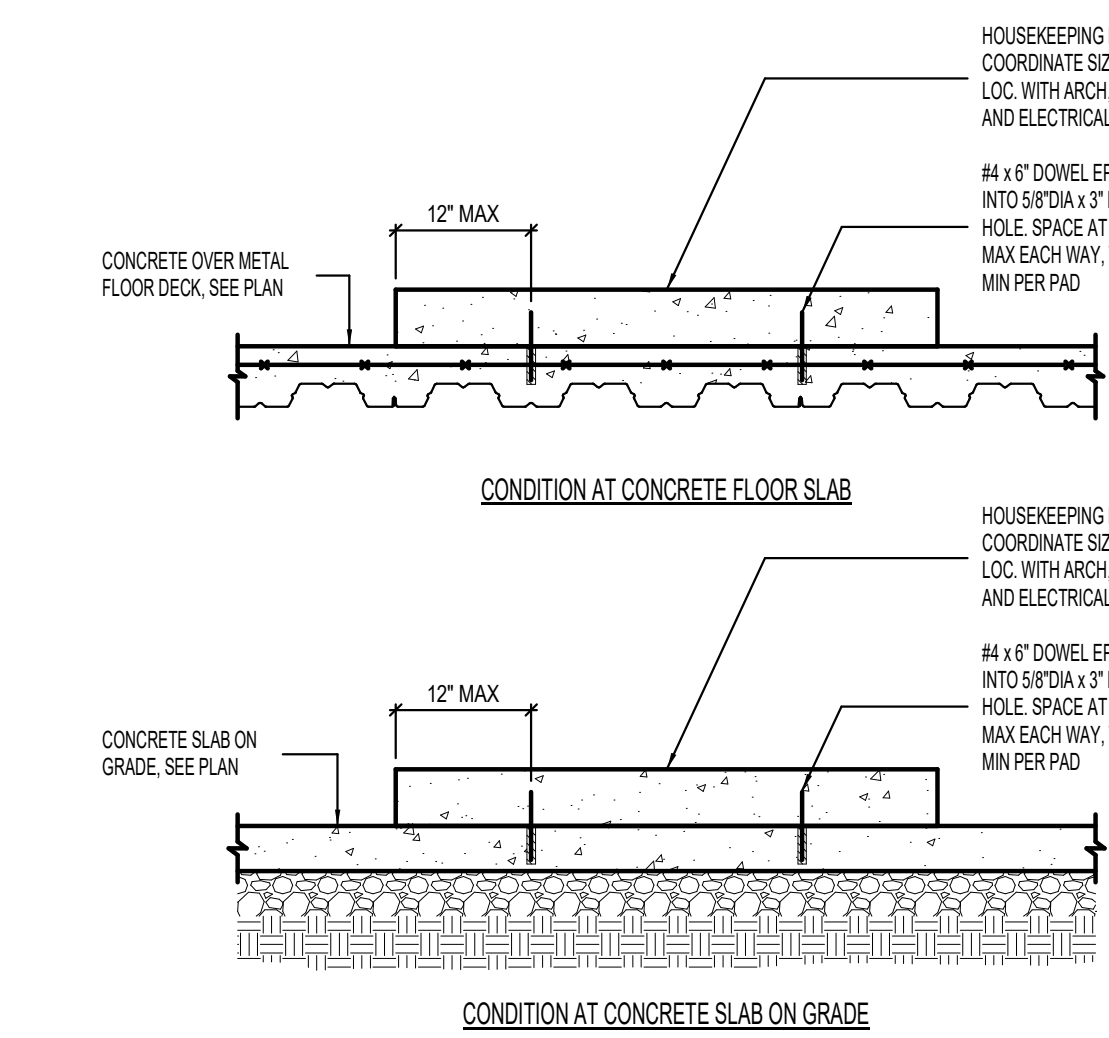 HOUSEKEEPING
COORDINATE
LOC. WITH ARCH,
AND ELECTRICAL
#4 x 6" DOWEL
INTO 5/8"DIA x 3"
HOLE. SPACE AT
MAX EACH WAY,
MIN PER PAD
12" MAX
CONCRETE OVER METAL
FLOOR DECK, SEE PLAN
CONDITION AT CONCRETE FLOOR SLAB
HOUSEKEEPING
COORDINATE
LOC. WITH ARCH,
AND ELECTRICAL
#4 x 6" DOWEL
INTO 5/8"DIA x 3"
HOLE. SPACE AT
MAX EACH WAY,
MIN PER PAD
12" MAX
CONCRETE SLAB ON
GRADE, SEE PLAN
CONDITION AT CONCRETE SLAB ON GRADE